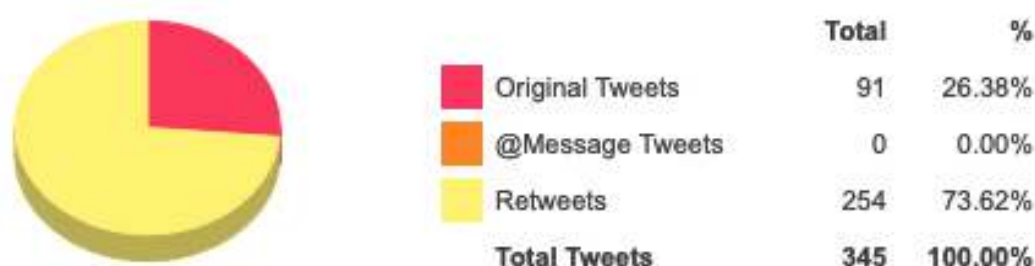 Total %
Original Tweets 91 26.38%
@Message Tweets 0 0.00%
Retweets 254 73.62%
Total Tweets 345 100.00%